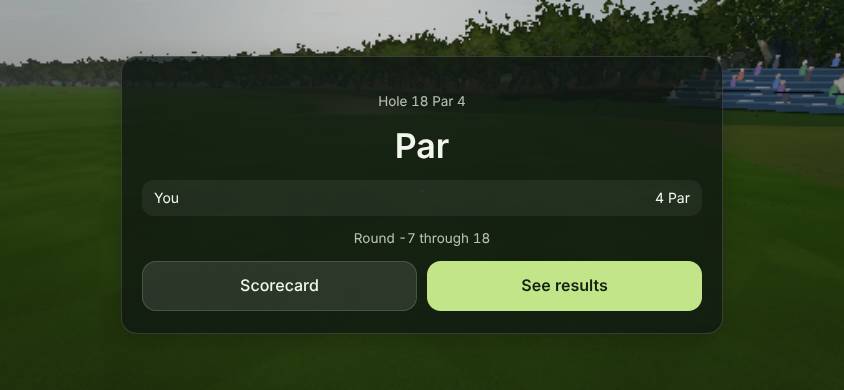 Hole 18 Par 4
Par
You 4 Par
Round -7 through 18
Scorecard See results